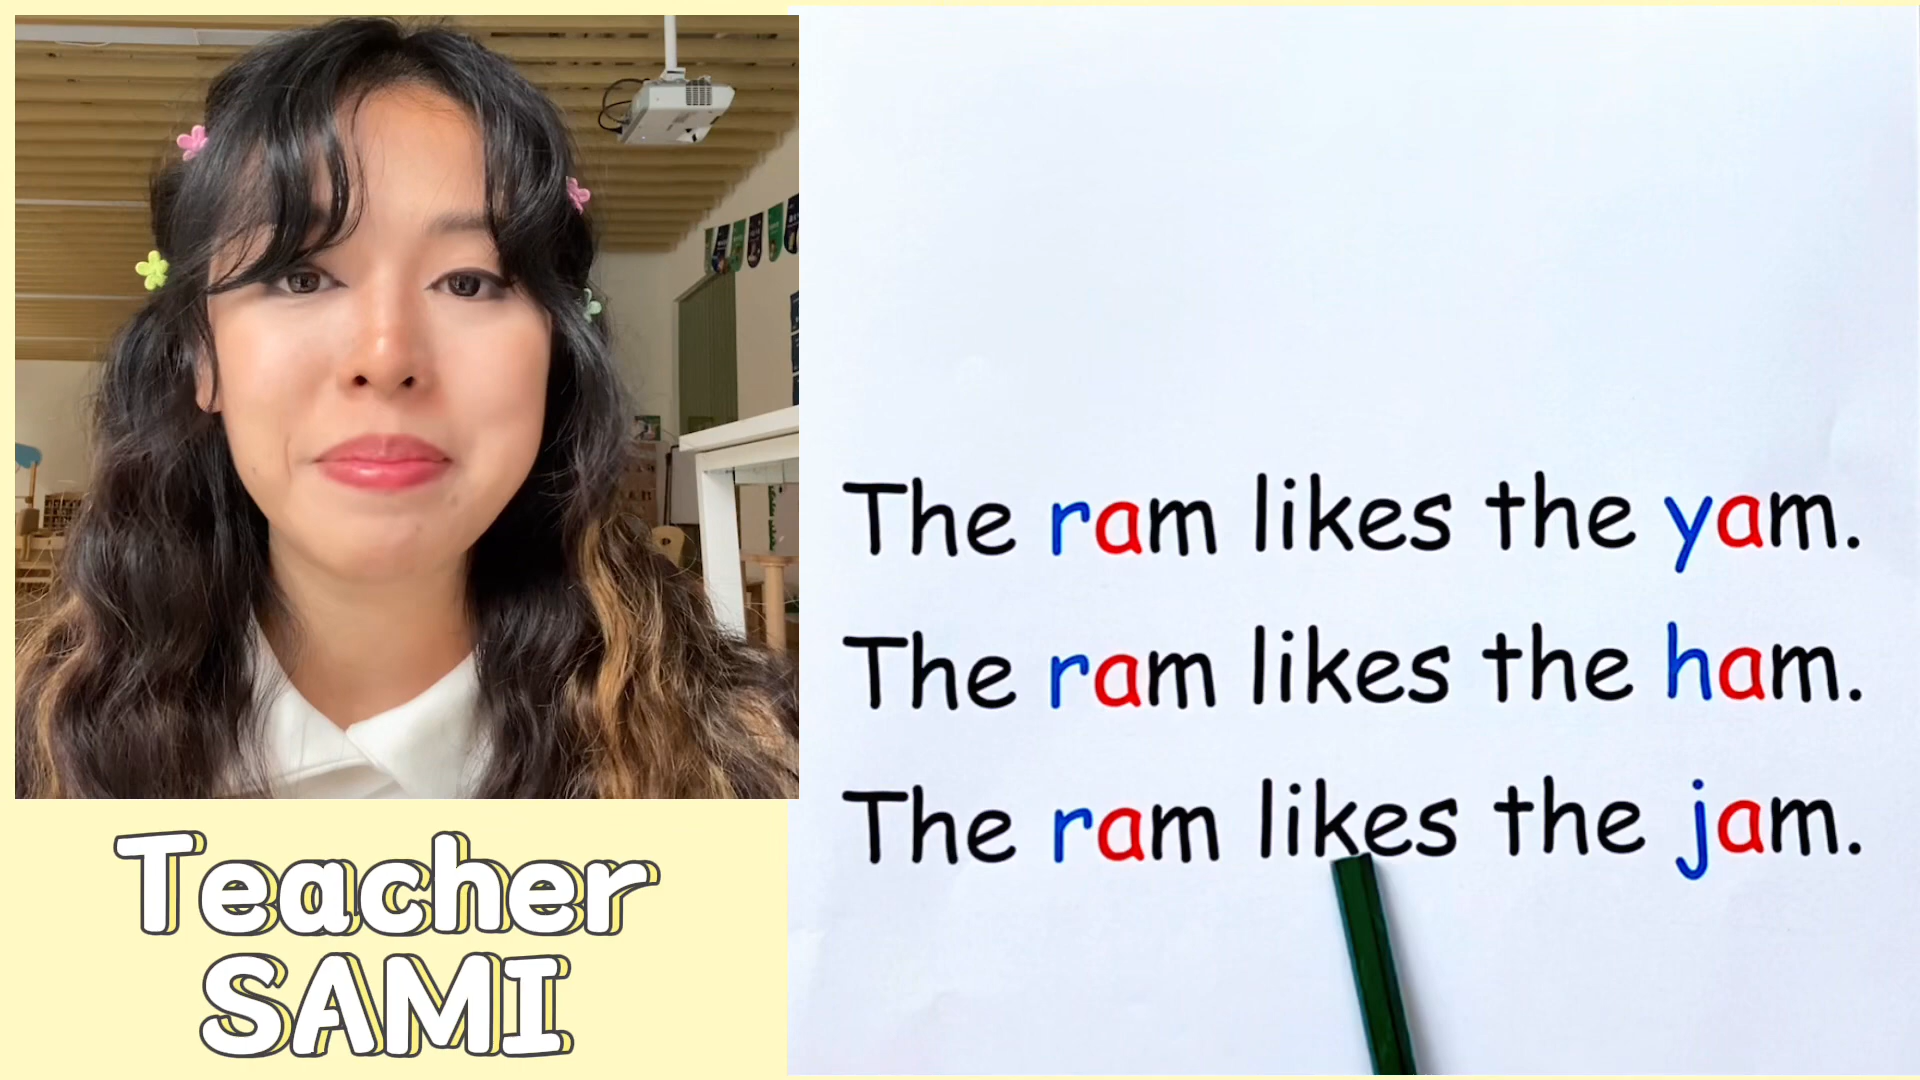 The ram likes the yam.
The ram likes the ham.
The ram likes the jam.
Teacher
SAMI